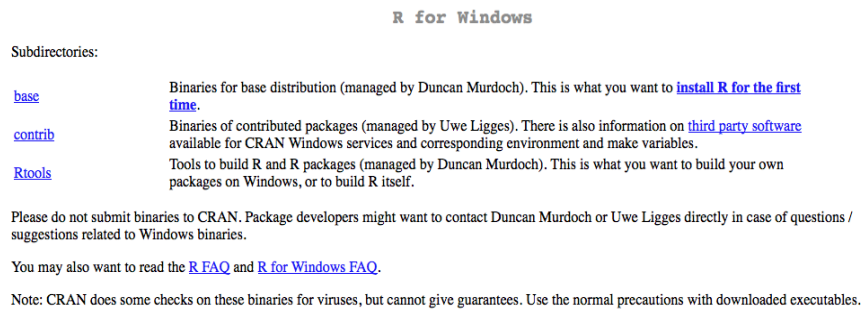 R for Windows
Subdirectories:
base
Binaries for base distribution (managed by Duncan Murdoch). This is what you want to install R for the first
time.
contrib
Binaries of contributed packages (managed by Uwe Ligges). There is also information on third party software
available for CRAN Windows services and corresponding environment and make variables.
Rtools
Tools to build R and R packages (managed by Duncan Murdoch). This is what you want to build your own
packages on Windows, or to build R itself.
Please do not submit binaries to CRAN. Package developers might want to contact Duncan Murdoch or Uwe Ligges directly in case of questions /
suggestions related to Windows binaries.
You may also want to read the R FAQ and R for Windows FAQ.
Note: CRAN does some checks on these binaries for viruses, but cannot give guarantees. Use the normal precautions with downloaded executables.